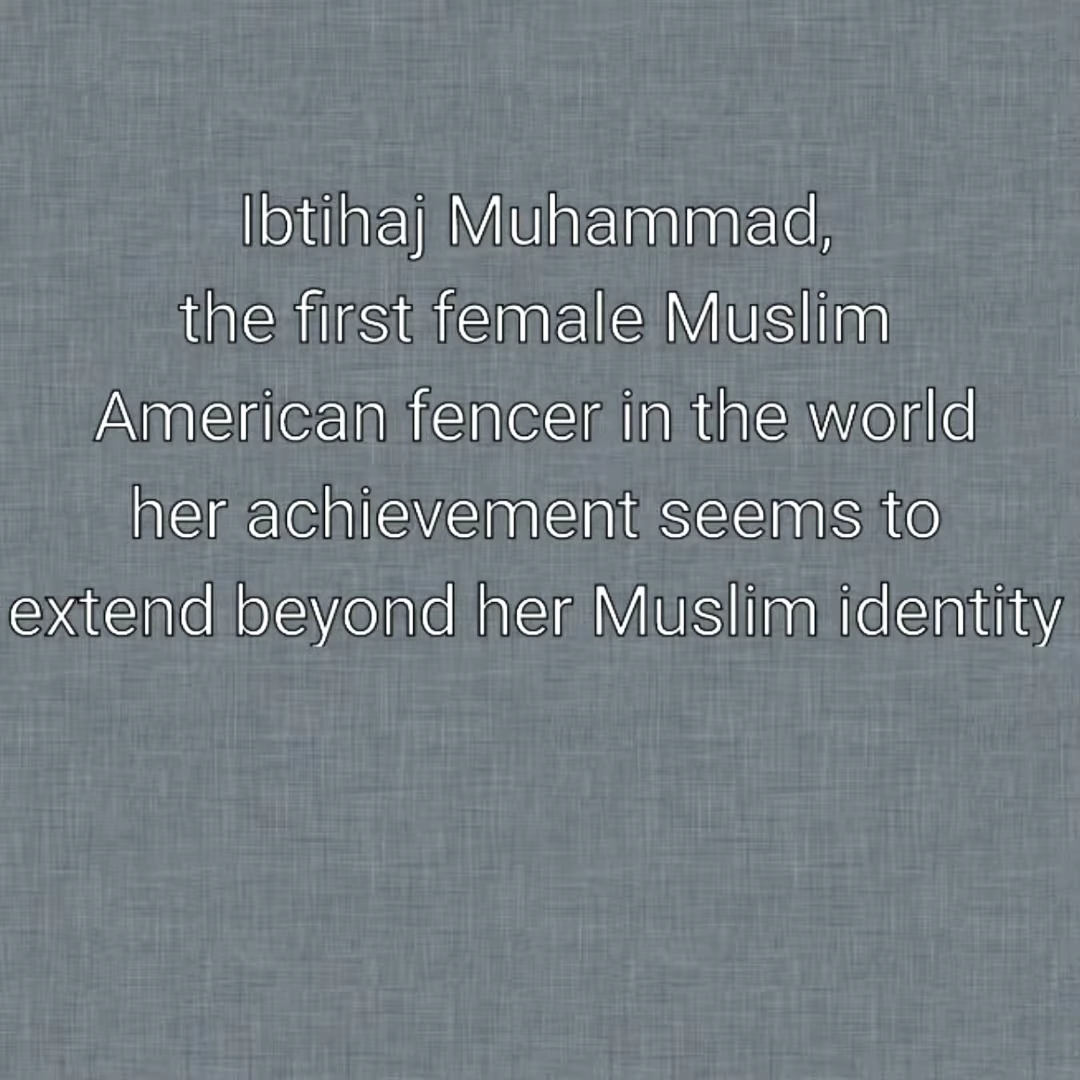 Ibtihaj Muhammad,
the first female Muslim
American fencer in the world
her achievement seems to
extend beyond her Muslim identity